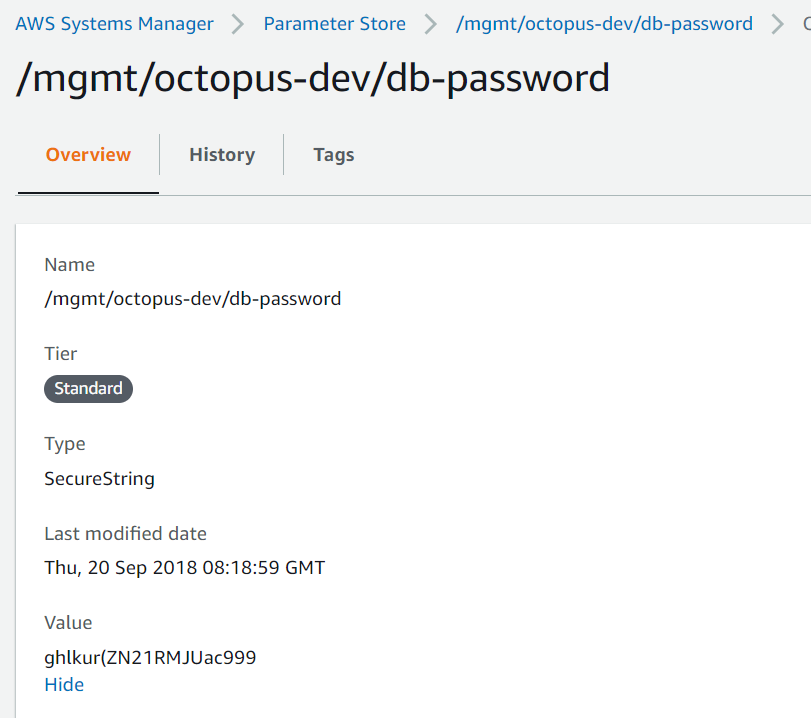 AWS Systems Manager > Parameter Store > /mgmt/octopus-dev/db-password >
/mgmt/octopus-dev/db-password
Overview History Tags
Name
/mgmt/octopus-dev/db-password
Tier
Standard
Type
SecureString
Last modified date
Thu, 20 Sep 2018 08:18:59 GMT
Value
ghlkur(ZN21RMJUac999
Hide